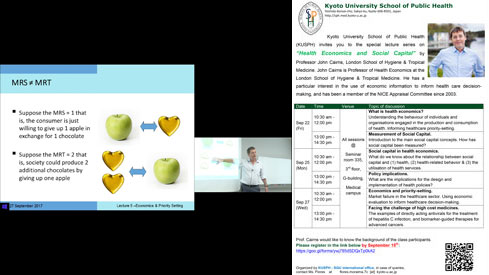 MRS ≠ MRT
Suppose the MRS = 1 that
is, the consumer is just
willing to give up 1 apple
in exchange for 1 chocolate
Suppose the MRT = 2 that
is, society could produce 2
additional chocolates by
giving up one apple
27 September 2017
Lecture 5 –Economics & Priority Setting
Kyoto University School of Public Health
Kyoto University School of Public Health
(KUSPH) invites you to the special lecture series on
"Health Economics and Social Capital" by
Professor John Cairns, London School of Hygiene & Tropical
Medicine. John Cairns is Professor of Health Economics at the
London School of Hygiene & Tropical Medicine. He has a
particular interest in the use of economic information to inform health care decision-
making, and has been a member of the NICE Appraisal Committee since 2003.
Date Time Venue Topic of discussion
Sep 22
(Fri)
10:30 am -
12:00 pm
What is health economics?
Understanding the behaviour of individuals and
organisations engaged in the production and consumption
of health. Informing healthcare priority-setting.
13:00 pm -
14:30 pm
Measurement of Social Capital.
Introduction to the main social capital concepts. How has
social capital been measured?
All sessions
@
Seminar
room 331,
3rd floor,
G-building,
Medical
campus
Sep 25
(Mon)
10:30 am -
12:00 pm
Social capital in health economics:
What do we know about the relationship between social
capital and (1) health, (2) health-related behavior & (3) the
utilisation of health services.
13:00 pm -
14:30 pm
Policy implications.
What are the implications for the design and
implementation of health policies?
Sep 27
(Wed)
10:30 am -
12:00 pm
Economics and priority-setting.
Market failure in the healthcare sector. Using economic
evaluation to inform healthcare decision-making.
13:00 pm -
14:30 pm
Facing the challenge of high cost medicines.
The examples of directly acting antivirals for the treatment
of hepatitis C infection, and biomarker-guided therapies for
advanced cancers.
Prof. Cairns would like to know the background of the class participants.
Please register in the link below by September 15th: